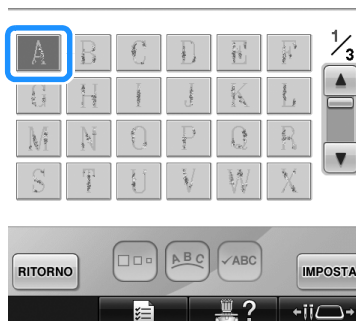 A B C D E F
1/3
G H I J K L
M N O P Q R
S T U V W X
RITORNO ABC ✓ABC IMPOSTA
?